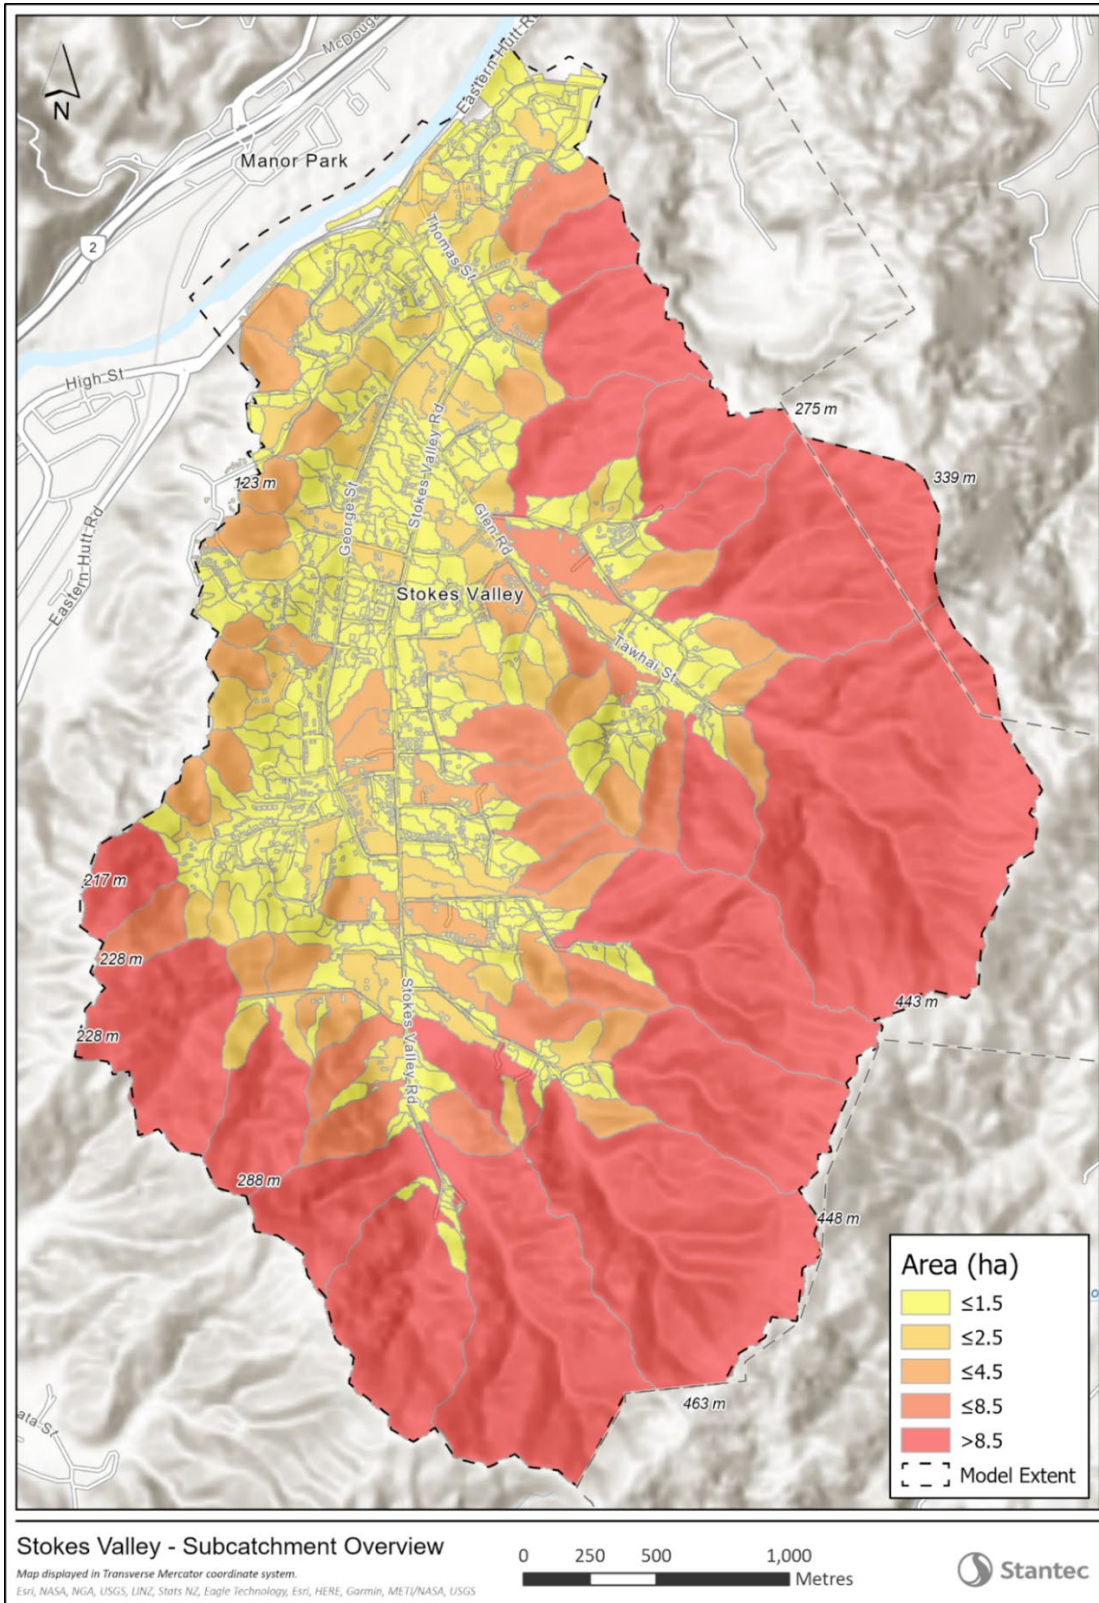 McDouga
Eastern Hutt Rd
N
Manor Park
2
Thomas St
High St
275 m
339 m
123 m
Stokes Valley Rd
George St
Glen Rd
Eastern Hutt Rd
Stokes Valley
Tawhai St
217 m
228 m
443 m
228 m
Stokes Valley Rd
288 m
448 m
463 m
ata St
Area (ha)
≤1.5
≤2.5
≤4.5
≤8.5
>8.5
Model Extent
Stokes Valley - Subcatchment Overview
Map displayed in Transverse Mercator coordinate system.
Esri, NASA, NGA, USGS, LINZ, Stats NZ, Eagle Technology, Esri, HERE, Garmin, METI/NASA, USGS
0 250 500 1,000
Metres
Stantec